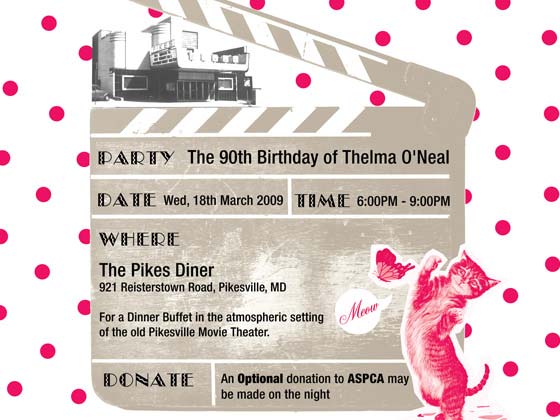 PARTY The 90th Birthday of Thelma O'Neal
DATE Wed, 18th March 2009 TIME 6:00PM - 9:00PM
WHERE
The Pikes Diner
921 Reisterstown Road, Pikesville, MD
For a Dinner Buffet in the atmospheric setting
of the old Pikesville Movie Theater.
Meow
DONATE An Optional donation to ASPCA may
be made on the night